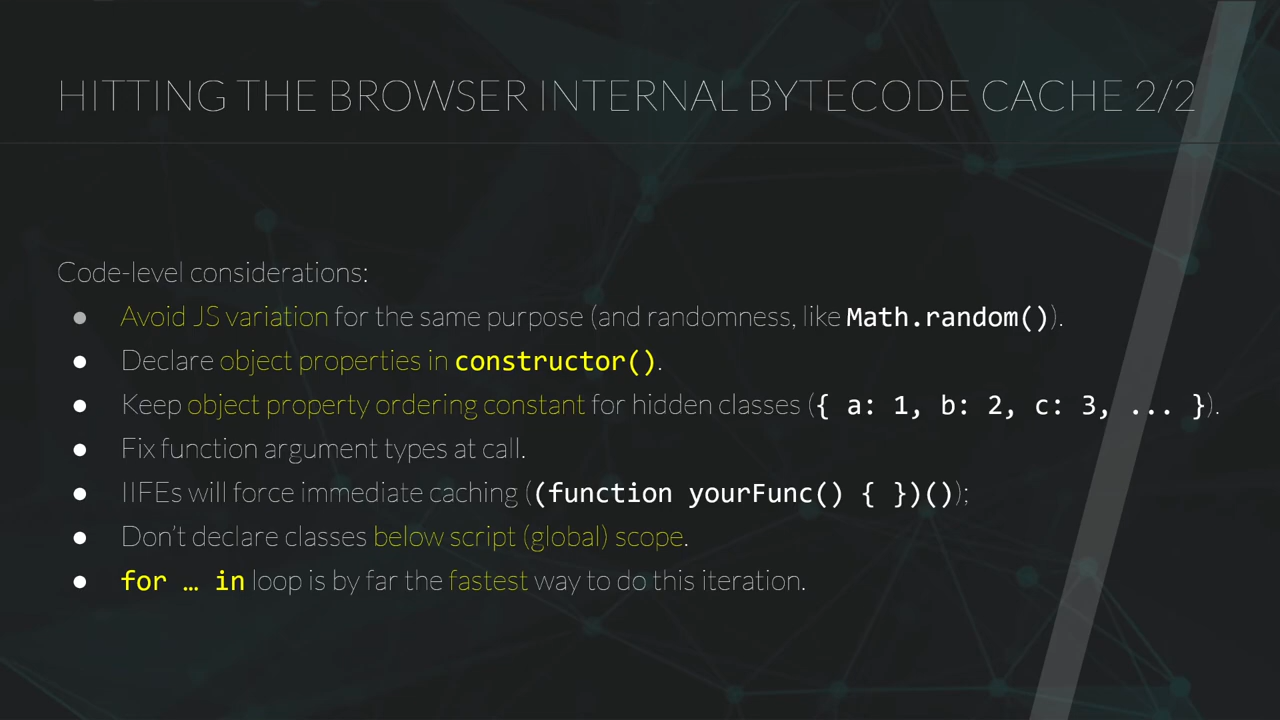 HITTING THE BROWSER INTERNAL BYTECODE CACHE 2/2
Code-level considerations:
● Avoid JS variation for the same purpose (and randomness, like Math.random()).
● Declare object properties in constructor().
● Keep object property ordering constant for hidden classes ({ a: 1, b: 2, c: 3, ... }).
● Fix function argument types at call.
● IIFEs will force immediate caching ((function yourFunc() { })());
● Don’t declare classes below script (global) scope.
● for … in loop is by far the fastest way to do this iteration.